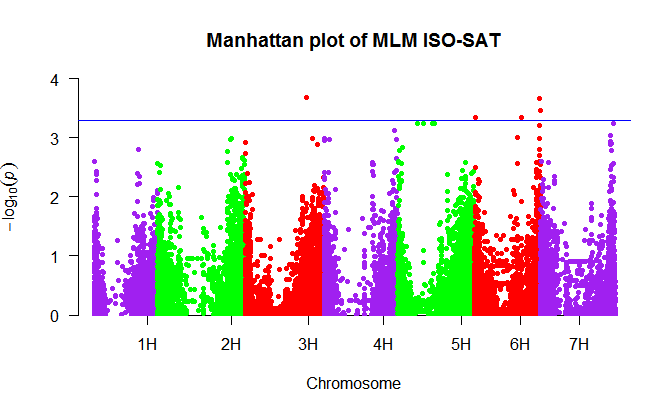 Manhattan plot of MLM ISO-SAT
4
3
2
1
0
− log10(p)
1H 2H 3H 4H 5H 6H 7H
Chromosome